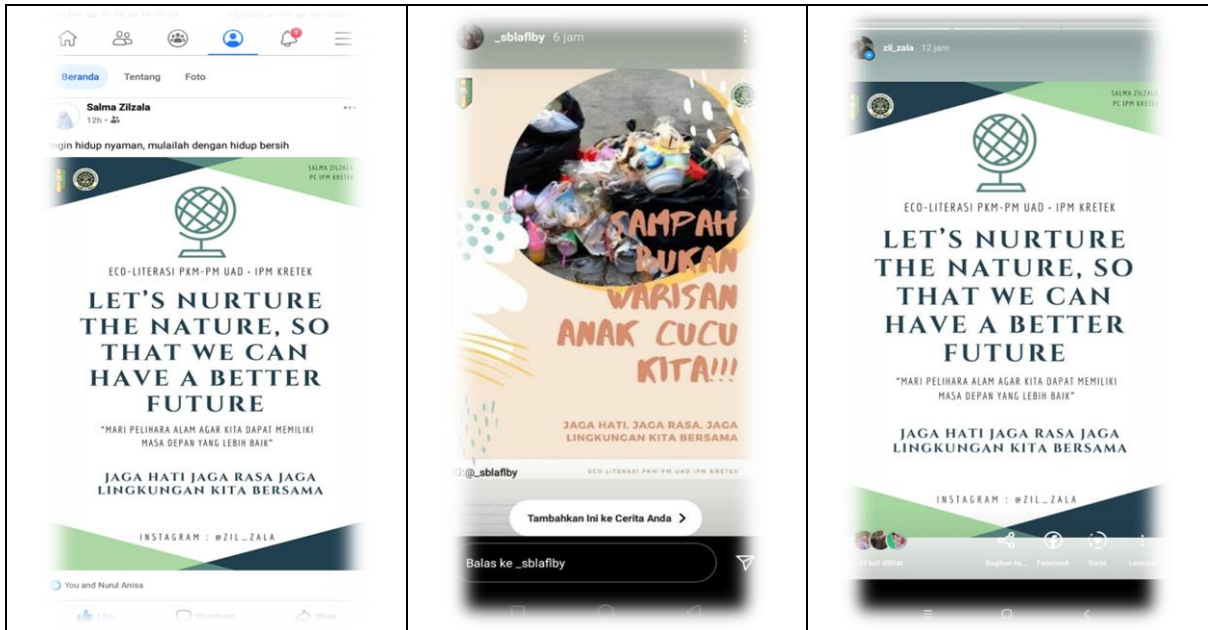 Beranda Tentang Foto
Salma Zilzala
12h
ngin hidup nyaman, mulailah dengan hidup bersih
SALMA ZILZALA
PC IPM KRETEK
ECO-LITERASI PKM-PM UAD - IPM KRETEK
LET'S NURTURE
THE NATURE, SO
THAT WE CAN
HAVE A BETTER
FUTURE
"MARI PELIHARA ALAM AGAR KITA DAPAT MEMILIKI
MASA DEPAN YANG LEBIH BAIK"
JAGA HATI JAGA RASA JAGA
LINGKUNGAN KITA BERSAMA
INSTAGRAM : @ZIL_ZALA
You and Nurul Anisa
Like Comment Share
_sblaflby 6 jam
SAMPAH
BUKAN
WARISAN
ANAK CUCU
KITA!!!
JAGA HATI, JAGA RASA, JAGA
LINGKUNGAN KITA BERSAMA
@_sblaflby
ECO LITERASI PKM-PM UAD IPM KRETEK
Tambahkan Ini ke Cerita Anda
Balas ke _sblaflby
zil_zala 12 jam
SALMA ZILZALA
PC IPM KRETEK
ECO-LITERASI PKM-PM UAD - IPM KRETEK
LET'S NURTURE
THE NATURE, SO
THAT WE CAN
HAVE A BETTER
FUTURE
"MARI PELIHARA ALAM AGAR KITA DAPAT MEMILIKI
MASA DEPAN YANG LEBIH BAIK"
JAGA HATI JAGA RASA JAGA
LINGKUNGAN KITA BERSAMA
INSTAGRAM : @ZIL_ZALA
kali dilihat
Bagikan ke... Facebook Sorot